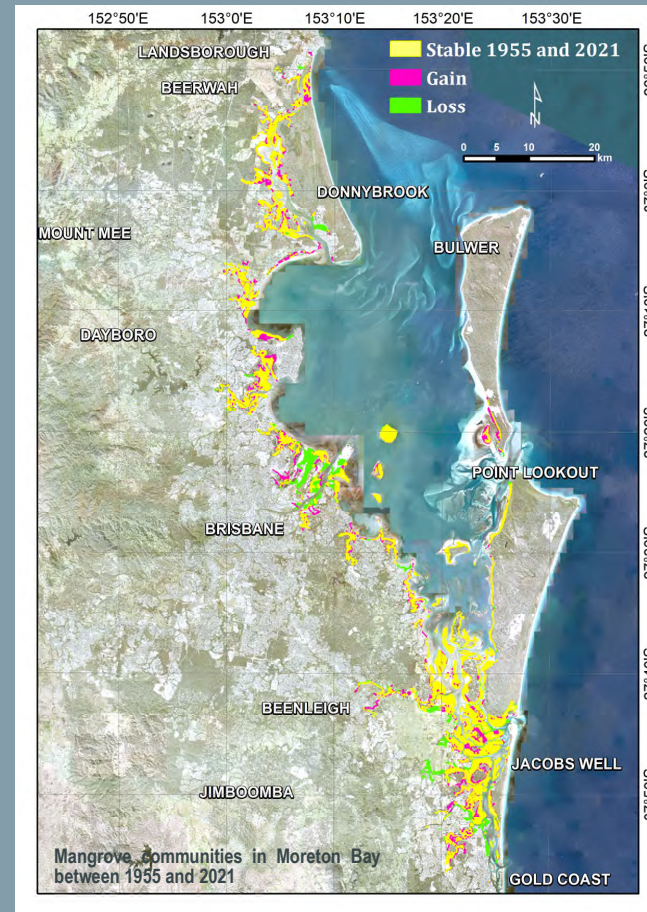 152°50'E 153°0'E 153°10'E 153°20'E 153°30'E
LANDSBOROUGH
BEERWAH
Stable 1955 and 2021
Gain
Loss
0 5 10 20
km
DONNYBROOK
MOUNT MEE
BULWER
DAYBORO
POINT LOOKOUT
BRISBANE
BEENLEIGH
JACOBS WELL
JIMBOOMBA
Mangrove communities in Moreton Bay
between 1955 and 2021
GOLD COAST